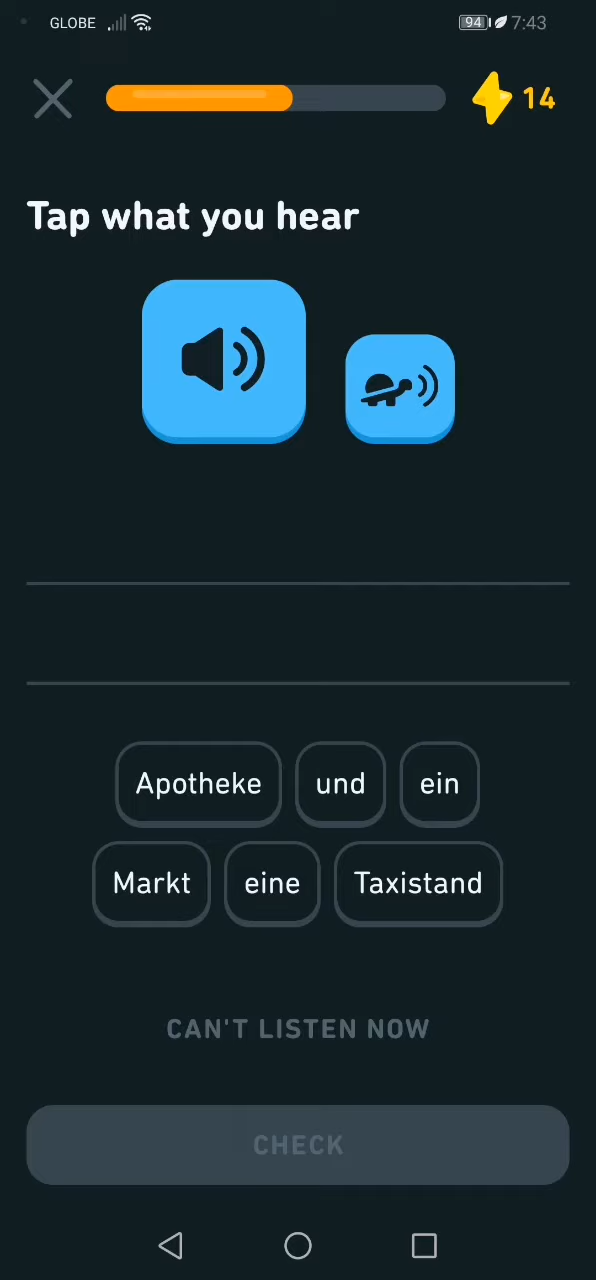 GLOBE 94 7:43
14
Tap what you hear
Apotheke und ein
Markt eine Taxistand
CAN'T LISTEN NOW
CHECK